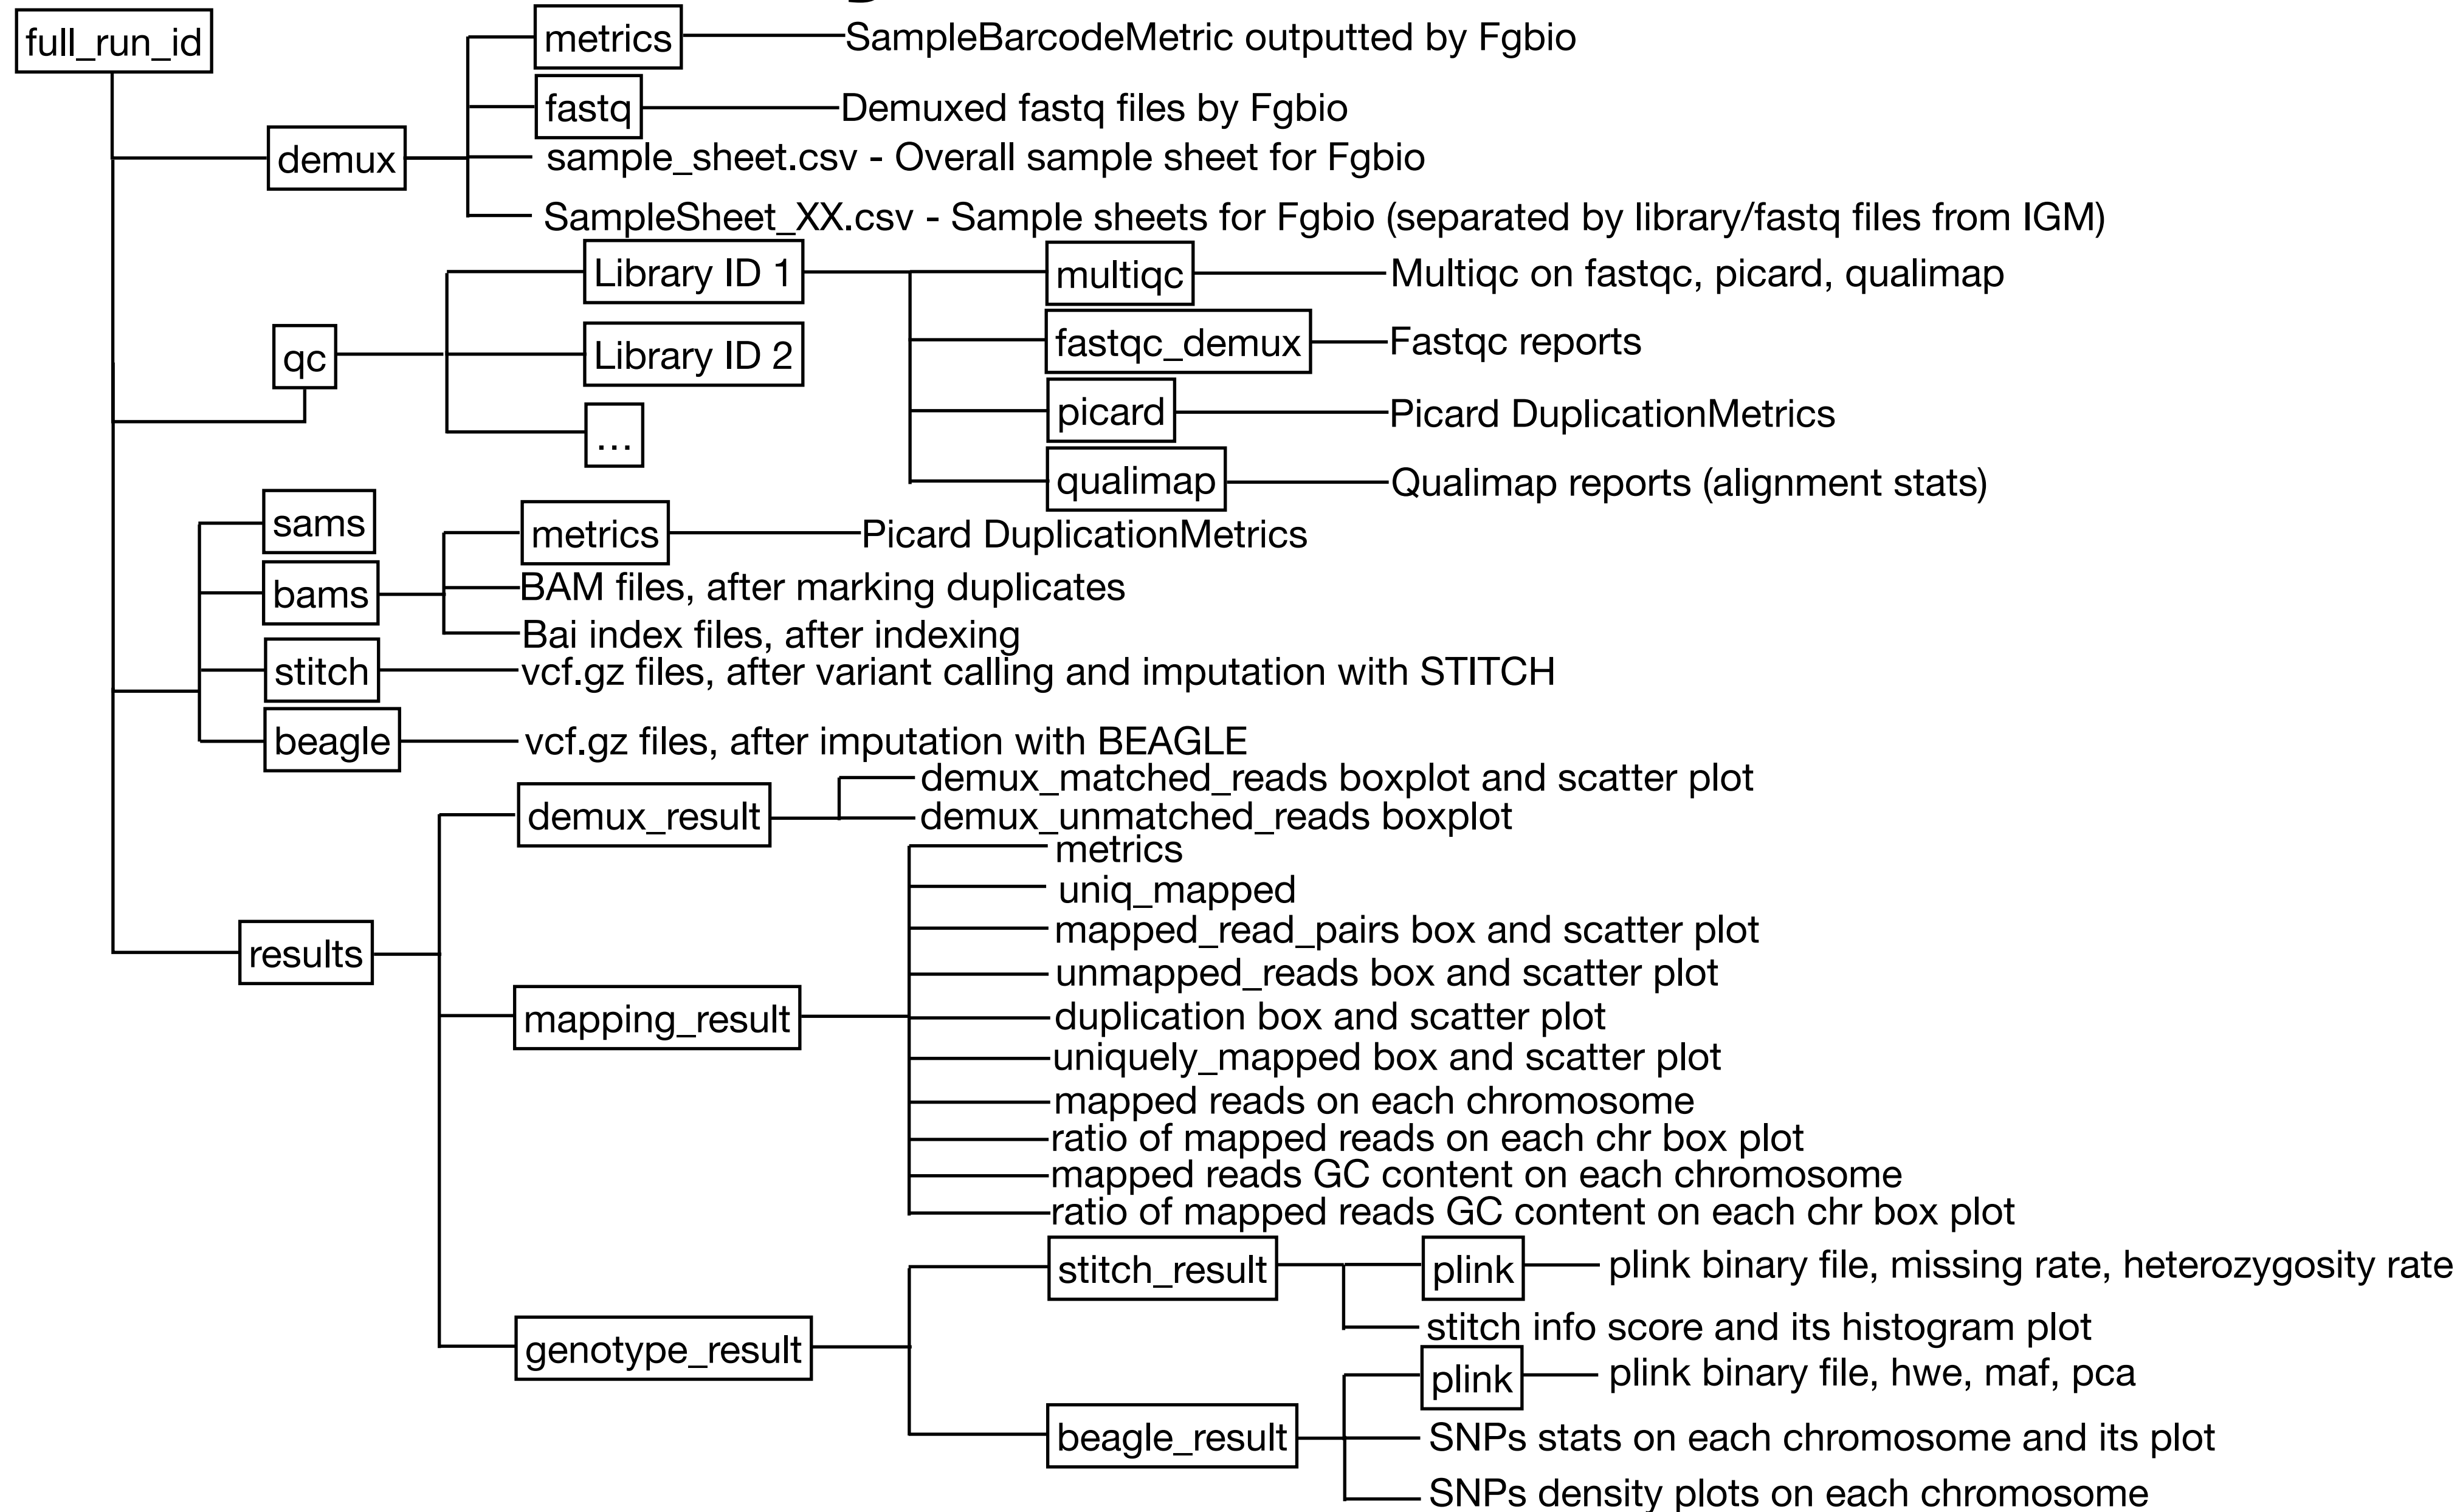 full_run_id
metrics
SampleBarcodeMetric outputted by Fgbio
fastq
Demuxed fastq files by Fgbio
demux
sample_sheet.csv - Overall sample sheet for Fgbio
SampleSheet_XX.csv - Sample sheets for Fgbio (separated by library/fastq files from IGM)
Library ID 1
multiqc
Multiqc on fastqc, picard, qualimap
fastqc_demux
Fastqc reports
qc
Library ID 2
picard
Picard DuplicationMetrics
...
qualimap
Qualimap reports (alignment stats)
sams
metrics
Picard DuplicationMetrics
bams
BAM files, after marking duplicates
Bai index files, after indexing
stitch
vcf.gz files, after variant calling and imputation with STITCH
beagle
vcf.gz files, after imputation with BEAGLE
demux_result
demux_matched_reads boxplot and scatter plot
demux_unmatched_reads boxplot
metrics
uniq_mapped
mapped_read_pairs box and scatter plot
results
unmapped_reads box and scatter plot
mapping_result
duplication box and scatter plot
uniquely_mapped box and scatter plot
mapped reads on each chromosome
ratio of mapped reads on each chr box plot
mapped reads GC content on each chromosome
ratio of mapped reads GC content on each chr box plot
stitch_result
plink
plink binary file, missing rate, heterozygosity rate
stitch info score and its histogram plot
genotype_result
plink
plink binary file, hwe, maf, pca
beagle_result
SNPs stats on each chromosome and its plot
SNPs density plots on each chromosome